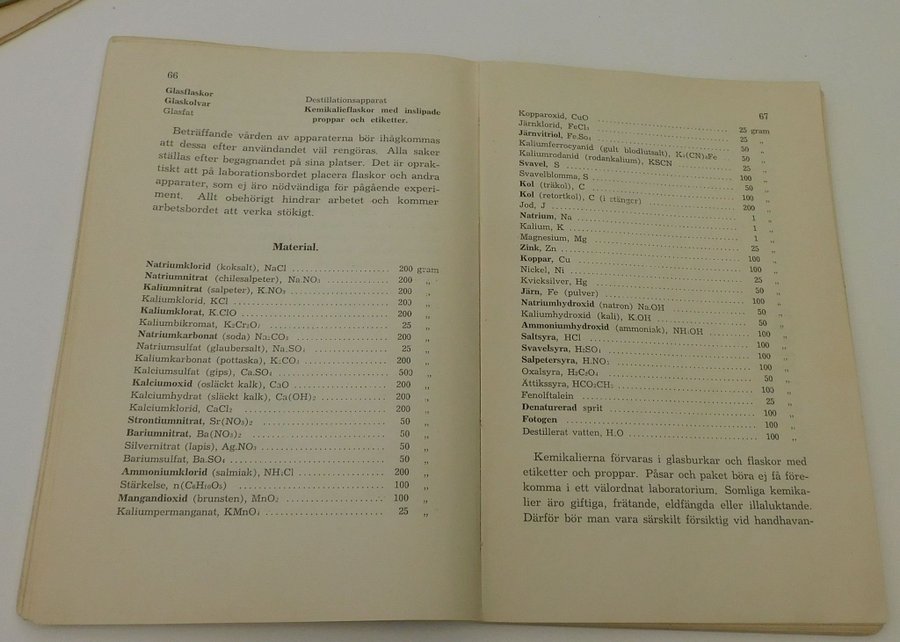 66
Glasflaskor
Glaskolvar
Glasfat
Destillationsapparat
Kemikalieflaskor med inslipade
proppar och etiketter.
Beträffande vården av apparaterna bör ihågkommas
att dessa efter användandet väl rengöras. Alla saker
ställas efter begagnandet på sina platser. Det är oprak-
tiskt att på laborationsbordet placera flaskor och andra
apparater, som ej äro nödvändiga för pågående experi-
ment. Allt obehörigt hindrar arbetet och kommer
arbetsbordet att verka stökigt.
Material.
Natriumklorid (koksalt), NaCl 200 gram
Natriumnitrat (chilesalpeter), Na.NO₃ 200 „
Kaliumnitrat (salpeter), K.NO₃ 200 „
Kaliumklorid, KCl 200 „
Kaliumklorat, K.ClO 200 „
Kaliumbikromat, K₂Cr₂O₇ 25 „
Natriumkarbonat (soda) Na₂CO₃ 200 „
Natriumsulfat (glaubersalt), Na.SO₄ 25 „
Kaliumkarbonat (pottaska), K₂CO₃ 200 „
Kalciumsulfat (gips), Ca.SO₄ 500 „
Kalciumoxid (osläckt kalk), CaO 200 „
Kalciumhydrat (släckt kalk), Ca(OH)₂ 200 „
Kalciumklorid, CaCl₂ 200 „
Strontiumnitrat, Sr(NO₃)₂ 50 „
Bariumnitrat, Ba(NO₃)₂ 50 „
Silvernitrat (lapis), Ag.NO₃ 50 „
Bariumsulfat, Ba.SO₄ 50 „
Ammoniumklorid (salmiak), NH₄Cl 200 „
Stärkelse, n(C₆H₁₀O₅) 100 „
Mangandioxid (brunsten), MnO₂ 100 „
Kaliumpermanganat, KMnO₄ 25 „
67
Kopparoxid, CuO 25 gram
Järnklorid, FeCl₃ 25 „
Järnvitriol, Fe.So₄ 50 „
Kaliumferrocyanid (gult blodlutsalt), K₄(CN)₆Fe 50 „
Kaliumrodanid (rodankalium), KSCN 25 „
Svavel, S 100 „
Svavelblomma, S 50 „
Kol (träkol), C 100 „
Kol (retortkol), C (i stänger) 200 „
Jod, J 1 „
Natrium, Na 1 „
Kalium, K 1 „
Magnesium, Mg 25 „
Zink, Zn 100 „
Koppar, Cu 100 „
Nickel, Ni 25 „
Kvicksilver, Hg 50 „
Järn, Fe (pulver) 100 „
Natriumhydroxid (natron) Na.OH 50 „
Kaliumhydroxid (kali), K.OH 50 „
Ammoniumhydroxid (ammoniak), NH₄OH 100 „
Saltsyra, HCl 100 „
Svavelsyra, H₂SO₄ 100 „
Salpetersyra, H.NO₃ 100 „
Oxalsyra, H₂C₂O₄ 50 „
Attikssyra, HCO₂CH₃ 100 „
Fenolftalein 25 „
Denaturerad sprit 100 „
Fotogen 100 „
Destillerat vatten, H₂O 100 „
Kemikalierna förvaras i glasburkar och flaskor med
etiketter och proppar. Påsar och paket böra ej få före-
komma i ett välordnat laboratorium. Somliga kemika-
lier äro giftiga, frätande, eldfängda eller illaluktande.
Därför bör man vara särskilt försiktig vid handhavan-